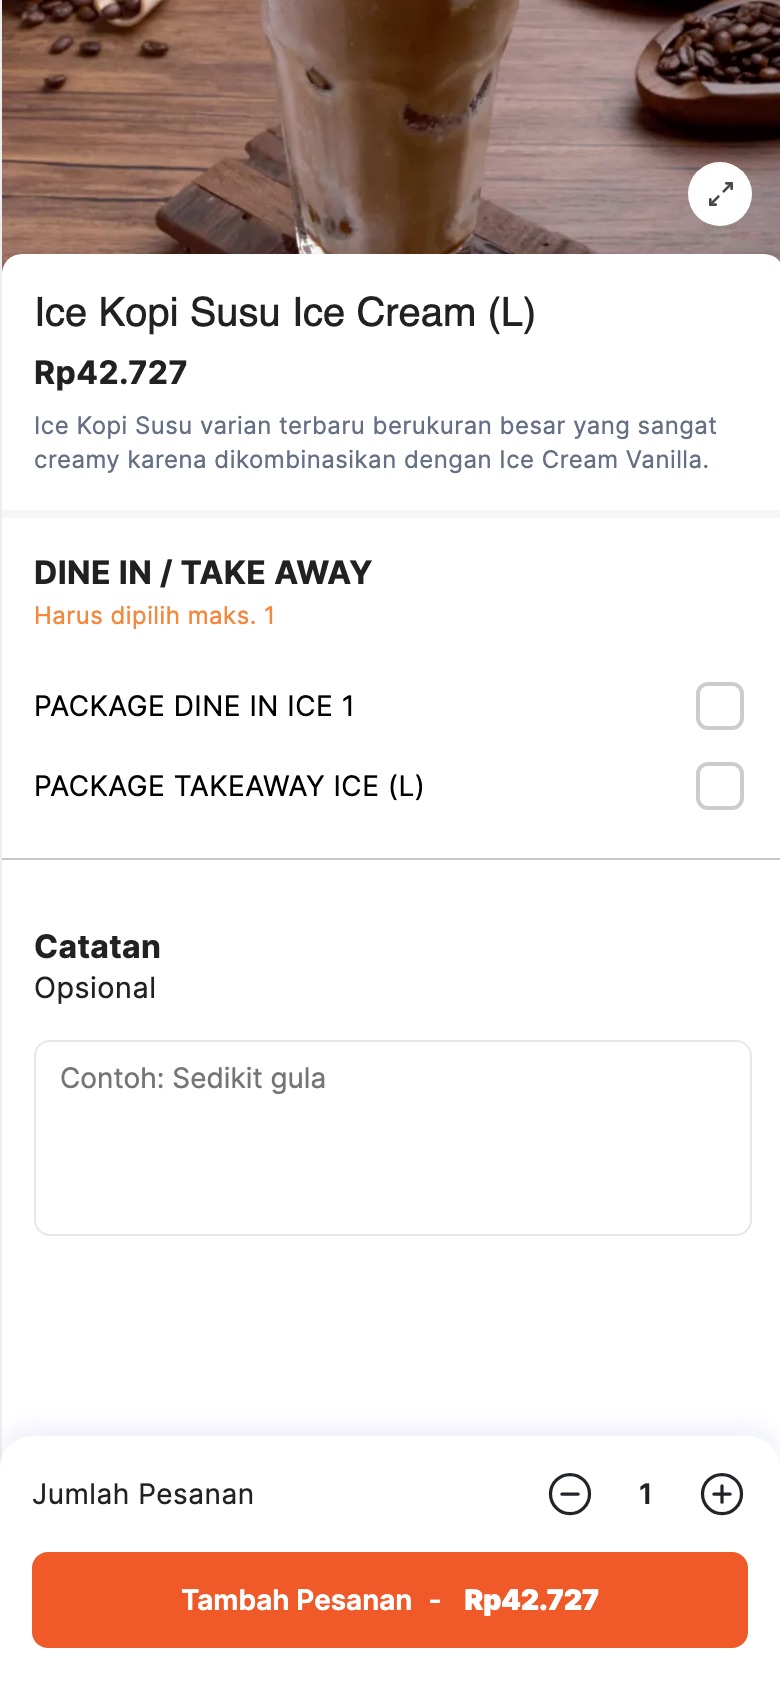 Ice Kopi Susu Ice Cream (L)
Rp42.727
Ice Kopi Susu varian terbaru berukuran besar yang sangat
creamy karena dikombinasikan dengan Ice Cream Vanilla.
DINE IN / TAKE AWAY
Harus dipilih maks. 1
PACKAGE DINE IN ICE 1
PACKAGE TAKEAWAY ICE (L)
Catatan
Opsional
Contoh: Sedikit gula
Jumlah Pesanan 1
Tambah Pesanan - Rp42.727